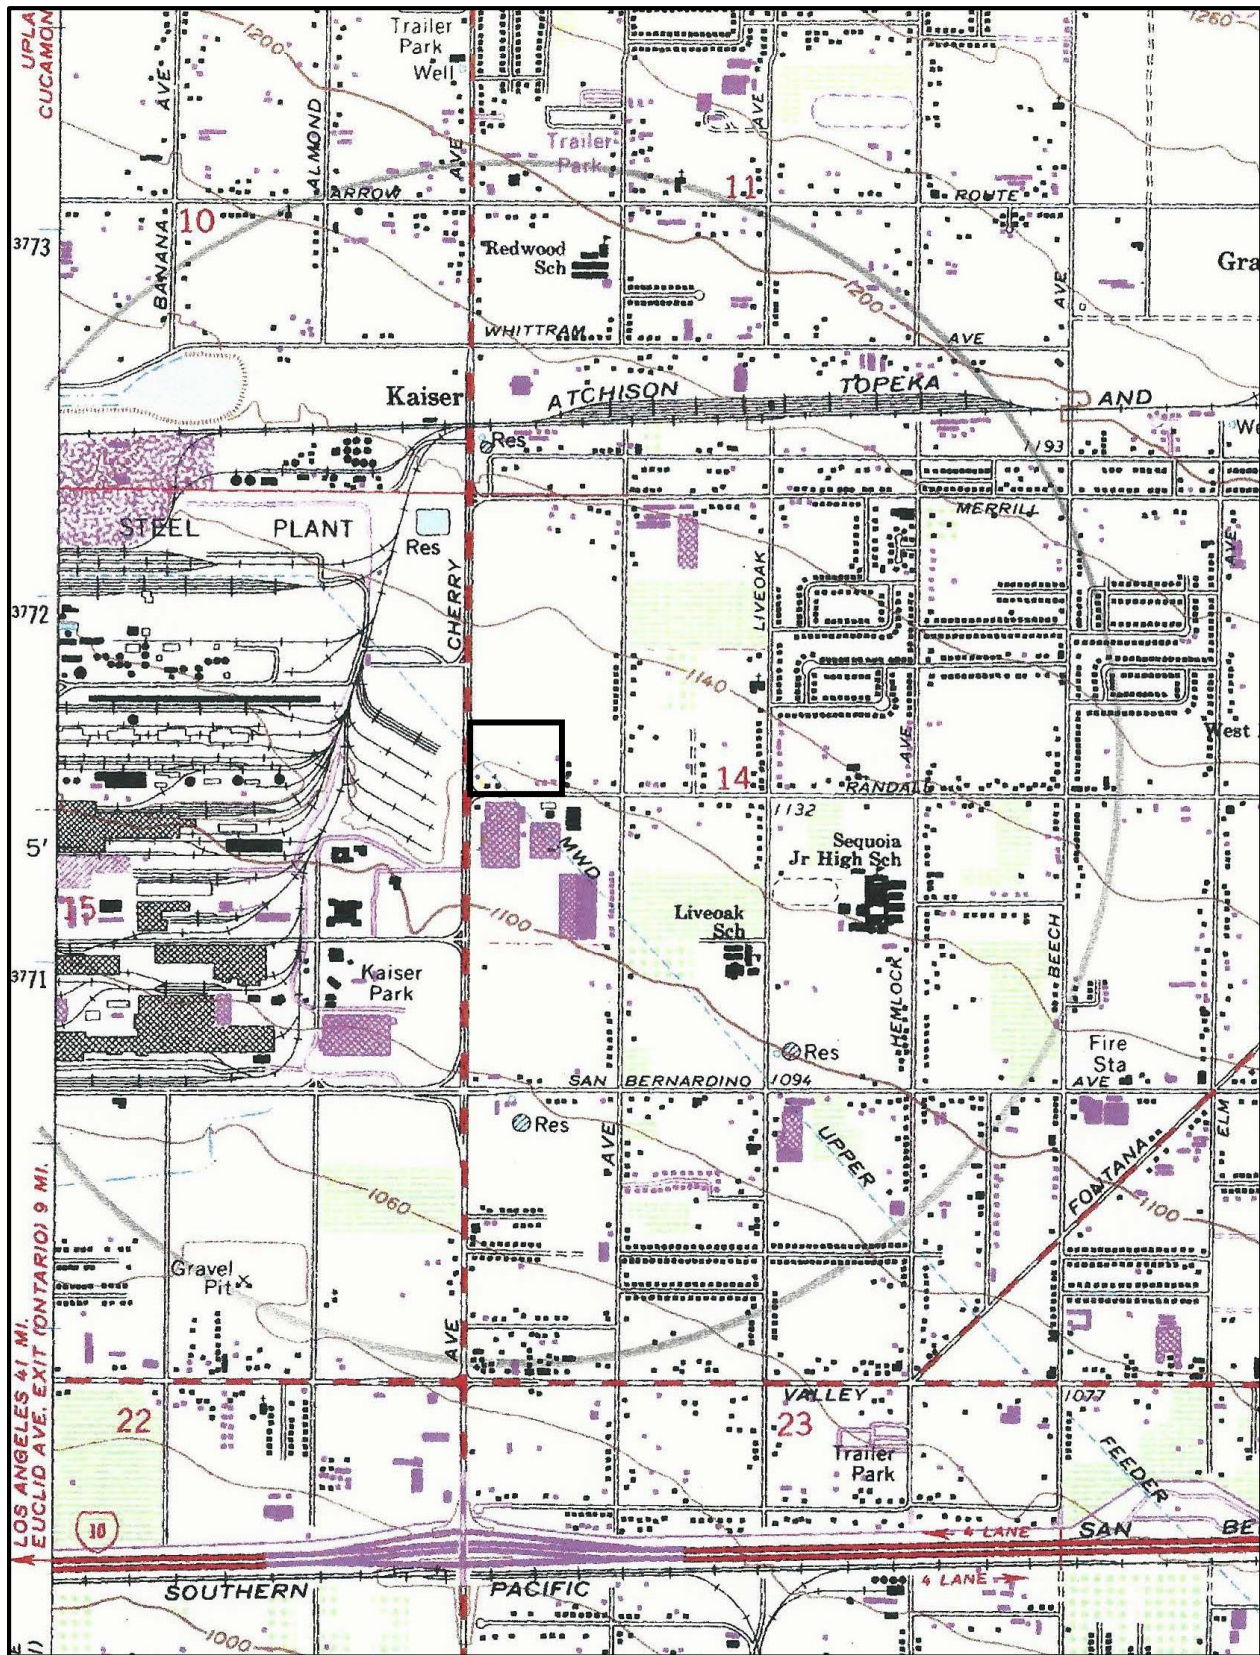 1200
Trailer
Park
Well
1260
UPLA
CUCAMON
AVE
ALMOND
AVE
AVE
Trailer
Park
ARROW
11
ROUTE
10
3773
BANANA
Redwood
Sch
AVE
Gra
1200
WHITTRAM
AVE
Kaiser
ATCHISON
TOPEKA
AND
Res
1193
We
MERRILL
STEEL PLANT
Res
LIVEOAK
AVE
3772
CHERRY
1140
AVE
West
14
RANDALL
1132
5'
MWD
Sequoia
Jr High Sch
15
1100
Liveoak
Sch
BEECH
3771
Kaiser
Park
HEMLOCK
Res
Fire
Sta
SAN BERNARDINO
1094
AVE
Res
AVE
UPPER
ELM
FONTANA
1060
1100
Gravel
Pit
AVE
VALLEY
1077
22
23
Trailer
Park
FEEDER
LOS ANGELES 41 MI.
EUCLID AVE. EXIT (ONTARIO) 9 MI.
10
4 LANE
SAN BE
SOUTHERN
PACIFIC
4 LANE
1000